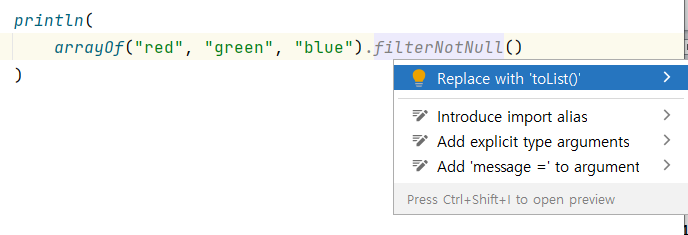 println(
arrayOf("red", "green", "blue").filterNotNull()
)
Replace with 'toList()'
Introduce import alias
Add explicit type arguments
Add 'message =' to argument
Press Ctrl+Shift+I to open preview